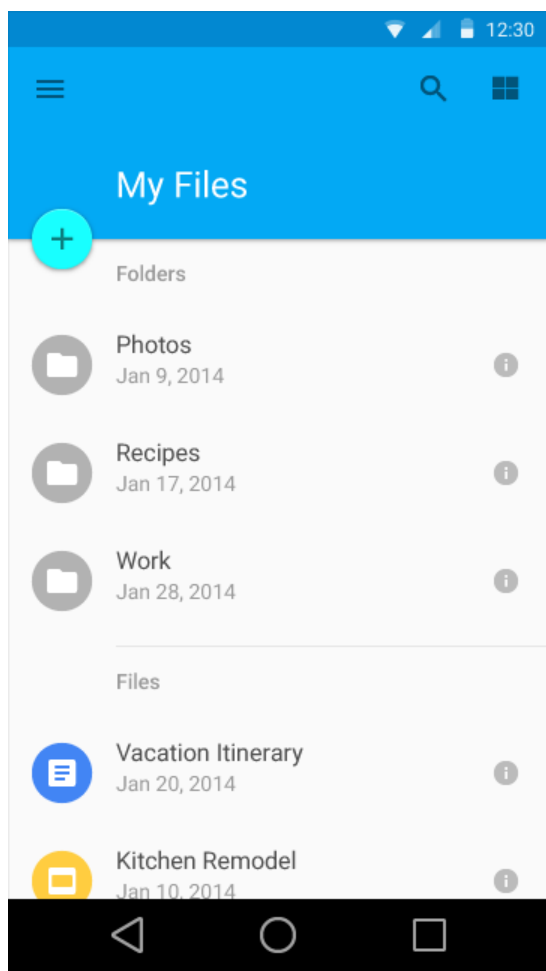 12:30
My Files
Folders
Photos
Jan 9, 2014
Recipes
Jan 17, 2014
Work
Jan 28, 2014
Files
Vacation Itinerary
Jan 20, 2014
Kitchen Remodel
Jan 10, 2014